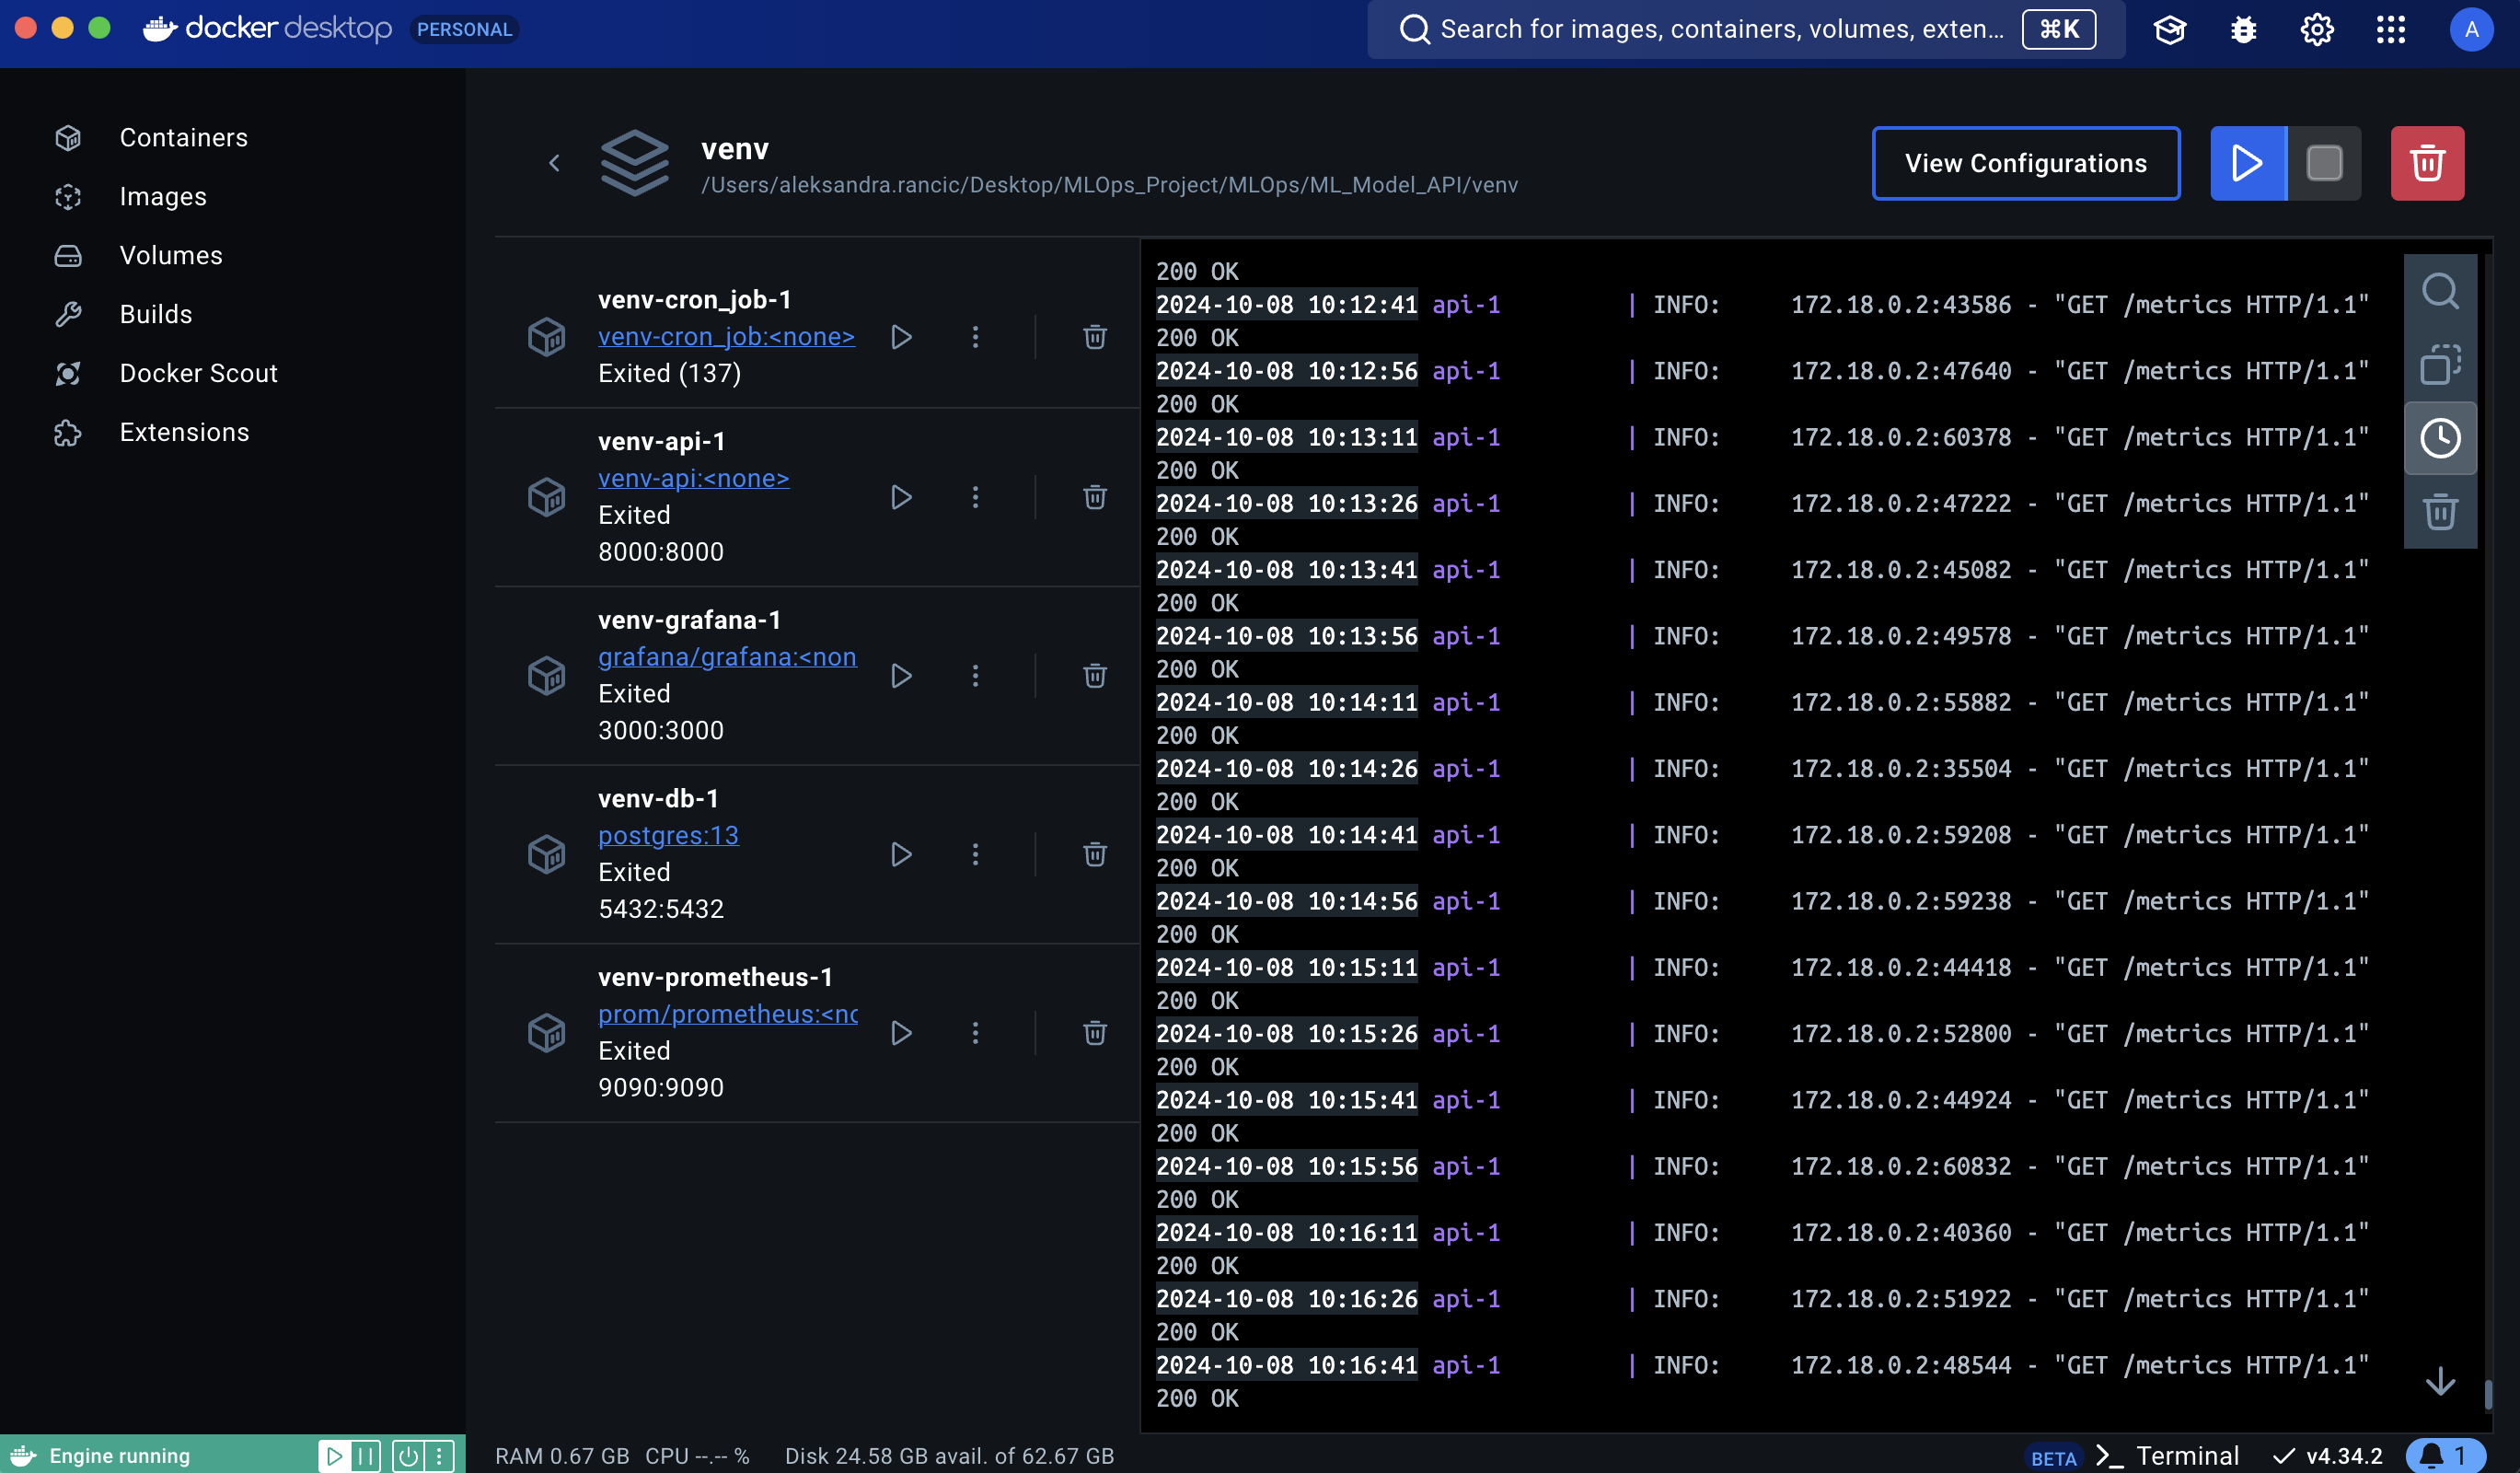 docker desktop PERSONAL
Search for images, containers, volumes, exten... ⌘K
A
Containers
Images
Volumes
Builds
Docker Scout
Extensions
venv
/Users/aleksandra.rancic/Desktop/MLOps_Project/MLOps/ML_Model_API/venv
View Configurations
venv-cron_job-1
venv-cron_job:<none>
Exited (137)
venv-api-1
venv-api:<none>
Exited
8000:8000
venv-grafana-1
grafana/grafana:<non
Exited
3000:3000
venv-db-1
postgres:13
Exited
5432:5432
venv-prometheus-1
prom/prometheus:<nc
Exited
9090:9090
200 OK
2024-10-08 10:12:41 api-1 | INFO: 172.18.0.2:43586 - "GET /metrics HTTP/1.1"
200 OK
2024-10-08 10:12:56 api-1 | INFO: 172.18.0.2:47640 - "GET /metrics HTTP/1.1"
200 OK
2024-10-08 10:13:11 api-1 | INFO: 172.18.0.2:60378 - "GET /metrics HTTP/1.1"
200 OK
2024-10-08 10:13:26 api-1 | INFO: 172.18.0.2:47222 - "GET /metrics HTTP/1.1"
200 OK
2024-10-08 10:13:41 api-1 | INFO: 172.18.0.2:45082 - "GET /metrics HTTP/1.1"
200 OK
2024-10-08 10:13:56 api-1 | INFO: 172.18.0.2:49578 - "GET /metrics HTTP/1.1"
200 OK
2024-10-08 10:14:11 api-1 | INFO: 172.18.0.2:55882 - "GET /metrics HTTP/1.1"
200 OK
2024-10-08 10:14:26 api-1 | INFO: 172.18.0.2:35504 - "GET /metrics HTTP/1.1"
200 OK
2024-10-08 10:14:41 api-1 | INFO: 172.18.0.2:59208 - "GET /metrics HTTP/1.1"
200 OK
2024-10-08 10:14:56 api-1 | INFO: 172.18.0.2:59238 - "GET /metrics HTTP/1.1"
200 OK
2024-10-08 10:15:11 api-1 | INFO: 172.18.0.2:44418 - "GET /metrics HTTP/1.1"
200 OK
2024-10-08 10:15:26 api-1 | INFO: 172.18.0.2:52800 - "GET /metrics HTTP/1.1"
200 OK
2024-10-08 10:15:41 api-1 | INFO: 172.18.0.2:44924 - "GET /metrics HTTP/1.1"
200 OK
2024-10-08 10:15:56 api-1 | INFO: 172.18.0.2:60832 - "GET /metrics HTTP/1.1"
200 OK
2024-10-08 10:16:11 api-1 | INFO: 172.18.0.2:40360 - "GET /metrics HTTP/1.1"
200 OK
2024-10-08 10:16:26 api-1 | INFO: 172.18.0.2:51922 - "GET /metrics HTTP/1.1"
200 OK
2024-10-08 10:16:41 api-1 | INFO: 172.18.0.2:48544 - "GET /metrics HTTP/1.1"
200 OK
Engine running
RAM 0.67 GB CPU --.-- % Disk 24.58 GB avail. of 62.67 GB
BETA >_ Terminal v4.34.2 1